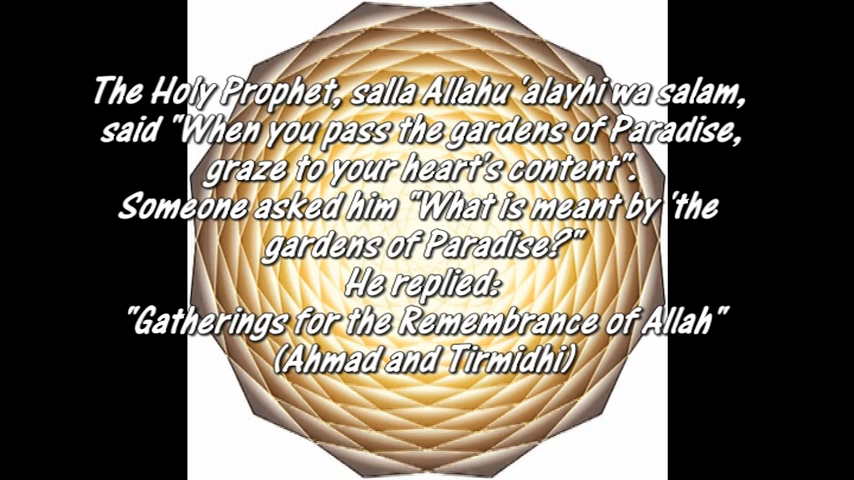 The Holy Prophet, salla Allahu 'alayhi wa salam,
said "When you pass the gardens of Paradise,
graze to your heart's content".
Someone asked him "What is meant by 'the
gardens of Paradise?"
He replied:
"Gatherings for the Remembrance of Allah"
(Ahmad and Tirmidhi)